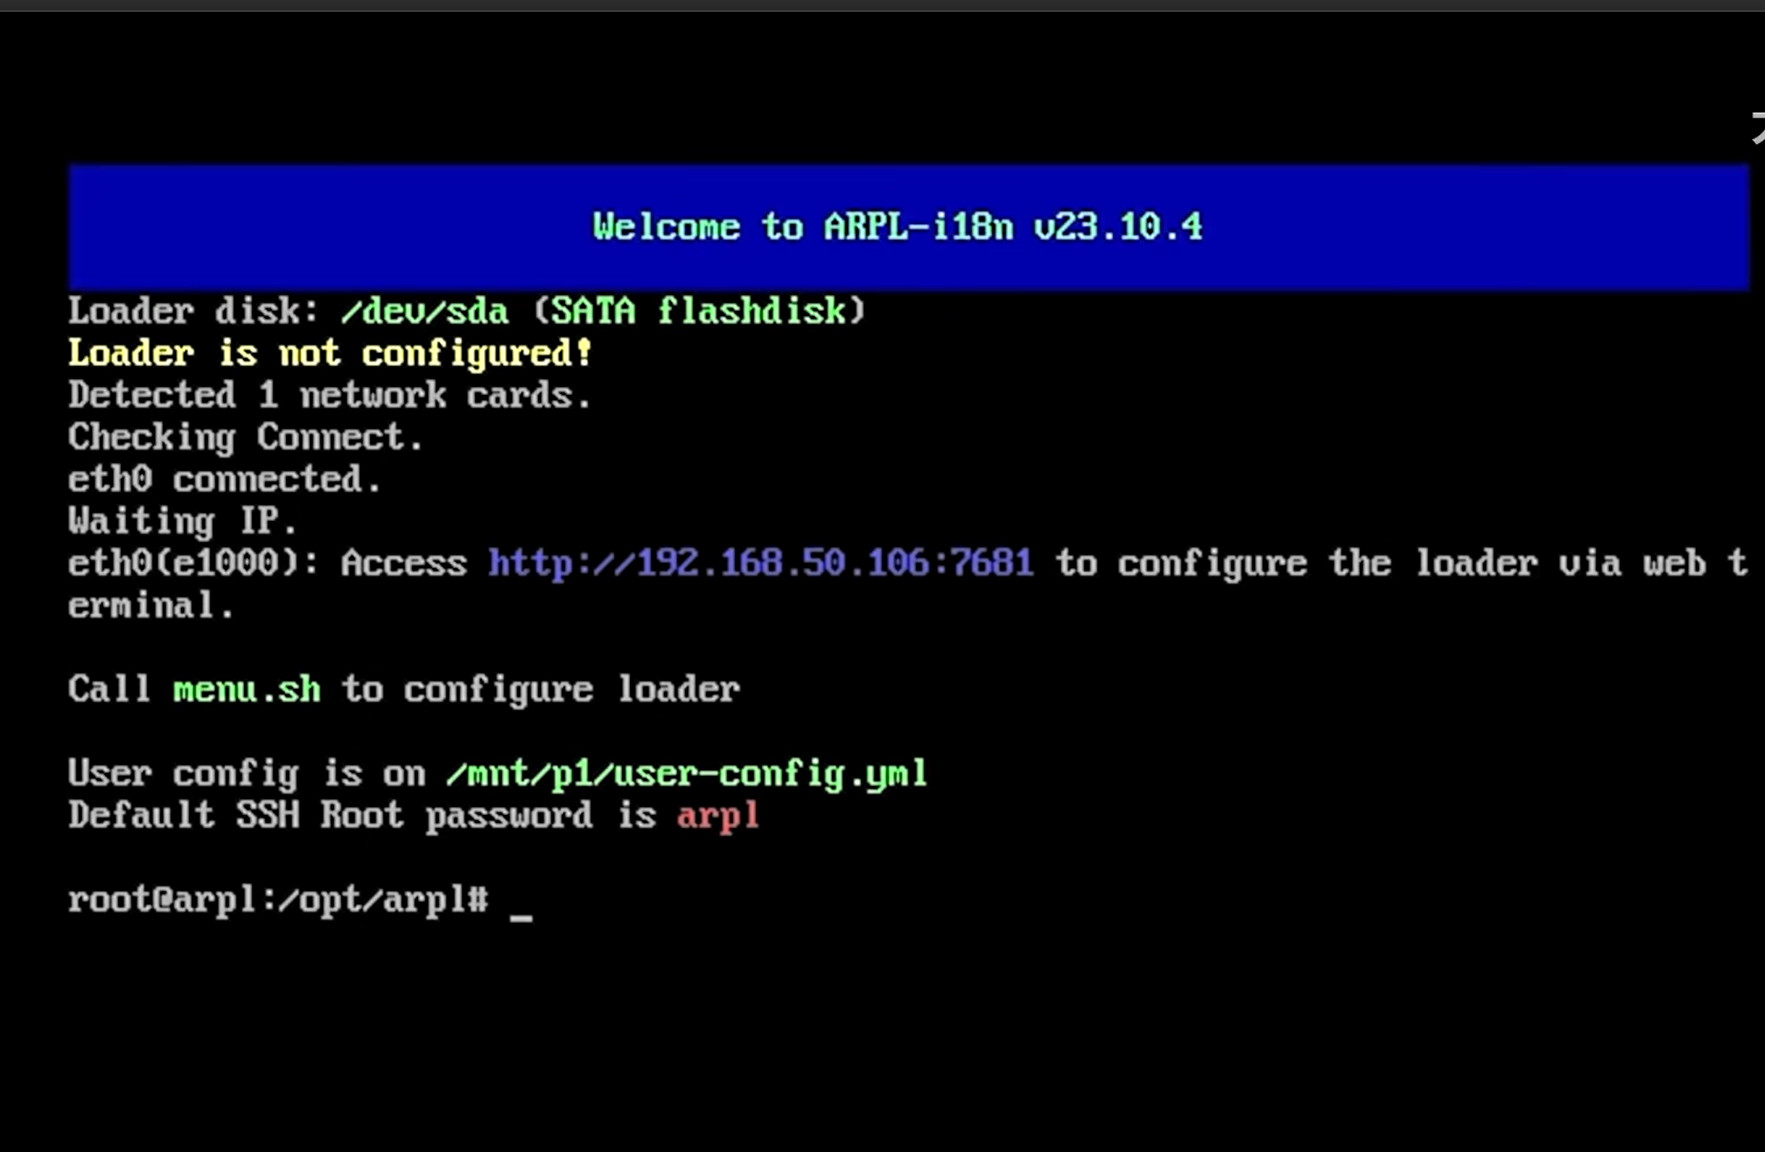 Welcome to ARPL-i18n v23.10.4
Loader disk: /dev/sda (SATA flashdisk)
Loader is not configured!
Detected 1 network cards.
Checking Connect.
eth0 connected.
Waiting IP.
eth0(e1000): Access http://192.168.50.106:7681 to configure the loader via web t
erminal.
Call menu.sh to configure loader
User config is on /mnt/p1/user-config.yml
Default SSH Root password is arpl
root@arpl:/opt/arpl# _